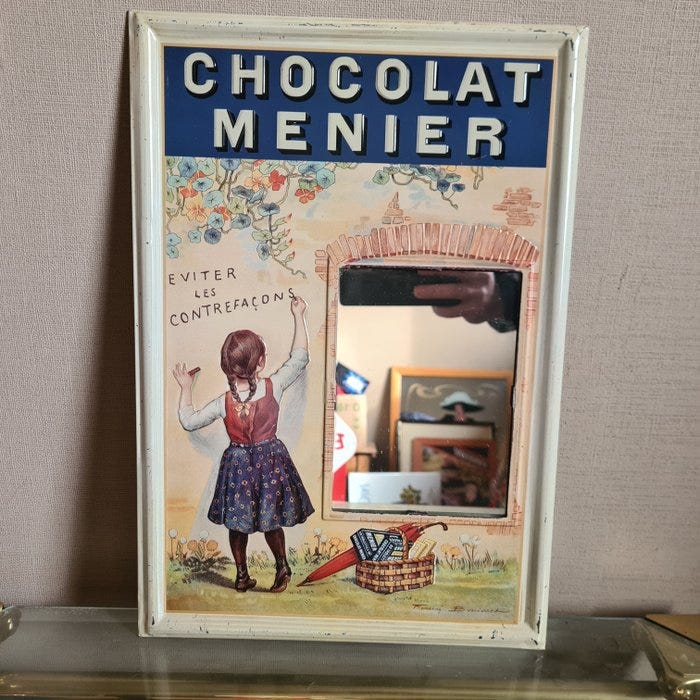 CHOCOLAT
MENIER
EVITER
LES
CONTREFAÇONS